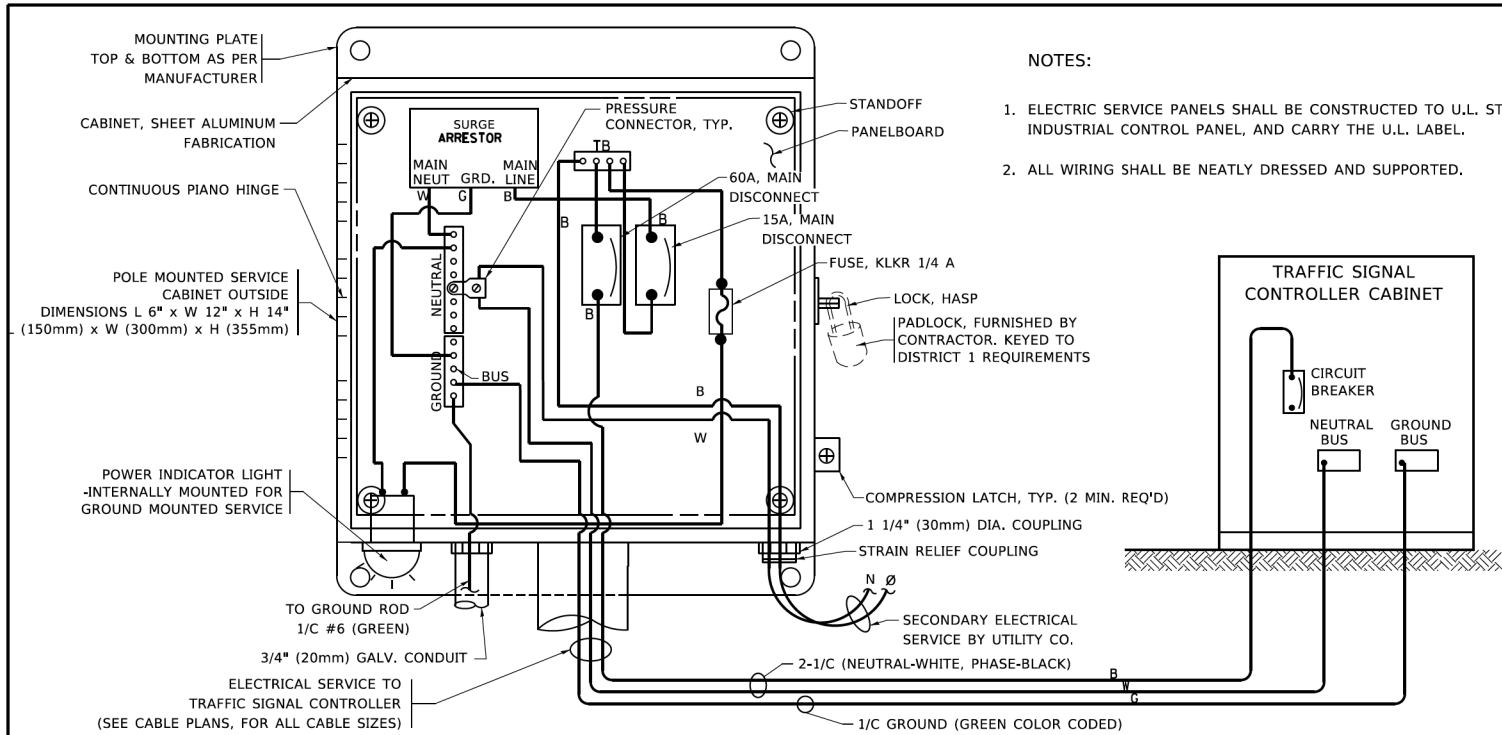 MOUNTING PLATE
TOP & BOTTOM AS PER
MANUFACTURER
CABINET, SHEET ALUMINUM
FABRICATION
CONTINUOUS PIANO HINGE
POLE MOUNTED SERVICE
CABINET OUTSIDE
DIMENSIONS L 6" x W 12" x H 14"
(150mm) x W (300mm) x H (355mm)
POWER INDICATOR LIGHT
-INTERNALLY MOUNTED FOR
GROUND MOUNTED SERVICE
SURGE
ARRESTOR
MAIN
NEUT
GRD.
MAIN
LINE
W
G
B
PRESSURE
CONNECTOR, TYP.
TB
60A, MAIN
DISCONNECT
15A, MAIN
DISCONNECT
B
B
B
NEUTRAL
GROUND
BUS
B
W
STANDOFF
PANELBOARD
FUSE, KLKR 1/4 A
LOCK, HASP
PADLOCK, FURNISHED BY
CONTRACTOR. KEYED TO
DISTRICT 1 REQUIREMENTS
COMPRESSION LATCH, TYP. (2 MIN. REQ'D)
1 1/4" (30mm) DIA. COUPLING
STRAIN RELIEF COUPLING
N Ø
SECONDARY ELECTRICAL
SERVICE BY UTILITY CO.
TO GROUND ROD
1/C #6 (GREEN)
3/4" (20mm) GALV. CONDUIT
ELECTRICAL SERVICE TO
TRAFFIC SIGNAL CONTROLLER
(SEE CABLE PLANS, FOR ALL CABLE SIZES)
2-1/C (NEUTRAL-WHITE, PHASE-BLACK)
B
W
G
1/C GROUND (GREEN COLOR CODED)
NOTES:
1. ELECTRIC SERVICE PANELS SHALL BE CONSTRUCTED TO U.L. ST
INDUSTRIAL CONTROL PANEL, AND CARRY THE U.L. LABEL.
2. ALL WIRING SHALL BE NEATLY DRESSED AND SUPPORTED.
TRAFFIC SIGNAL
CONTROLLER CABINET
CIRCUIT
BREAKER
NEUTRAL
BUS
GROUND
BUS